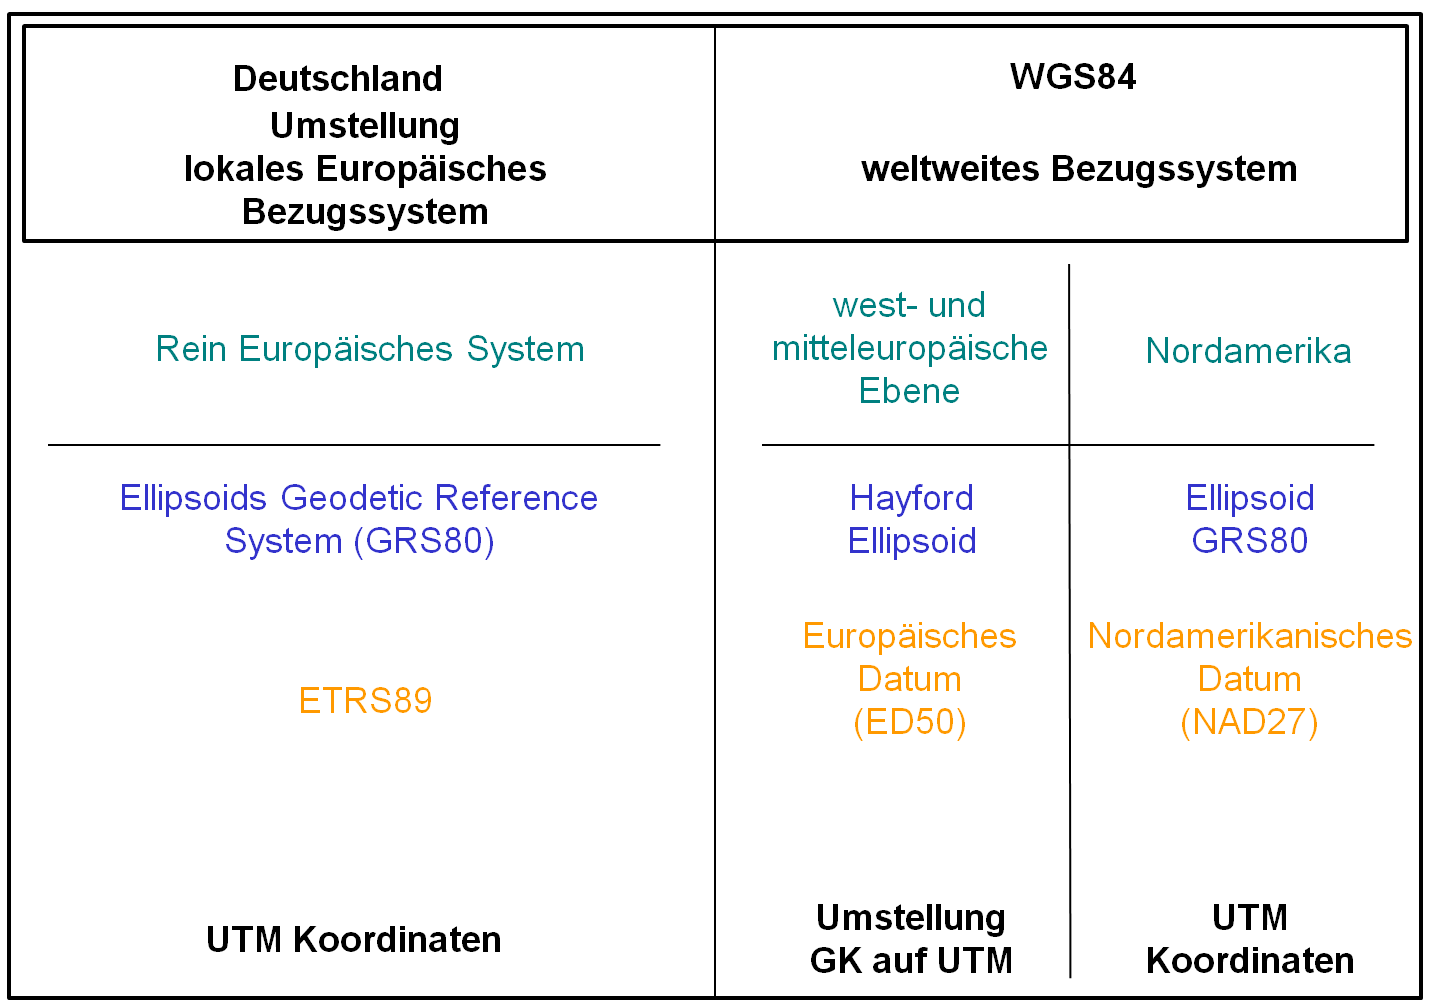 Deutschland
Umstellung
lokales Europäisches
Bezugssystem
WGS84
weltweites Bezugssystem
Rein Europäisches System
west- und
mitteleuropäische
Ebene
Nordamerika
Ellipsoids Geodetic Reference
System (GRS80)
Hayford
Ellipsoid
Ellipsoid
GRS80
ETRS89
Europäisches
Datum
(ED50)
Nordamerikanisches
Datum
(NAD27)
UTM Koordinaten
Umstellung
GK auf UTM
UTM
Koordinaten